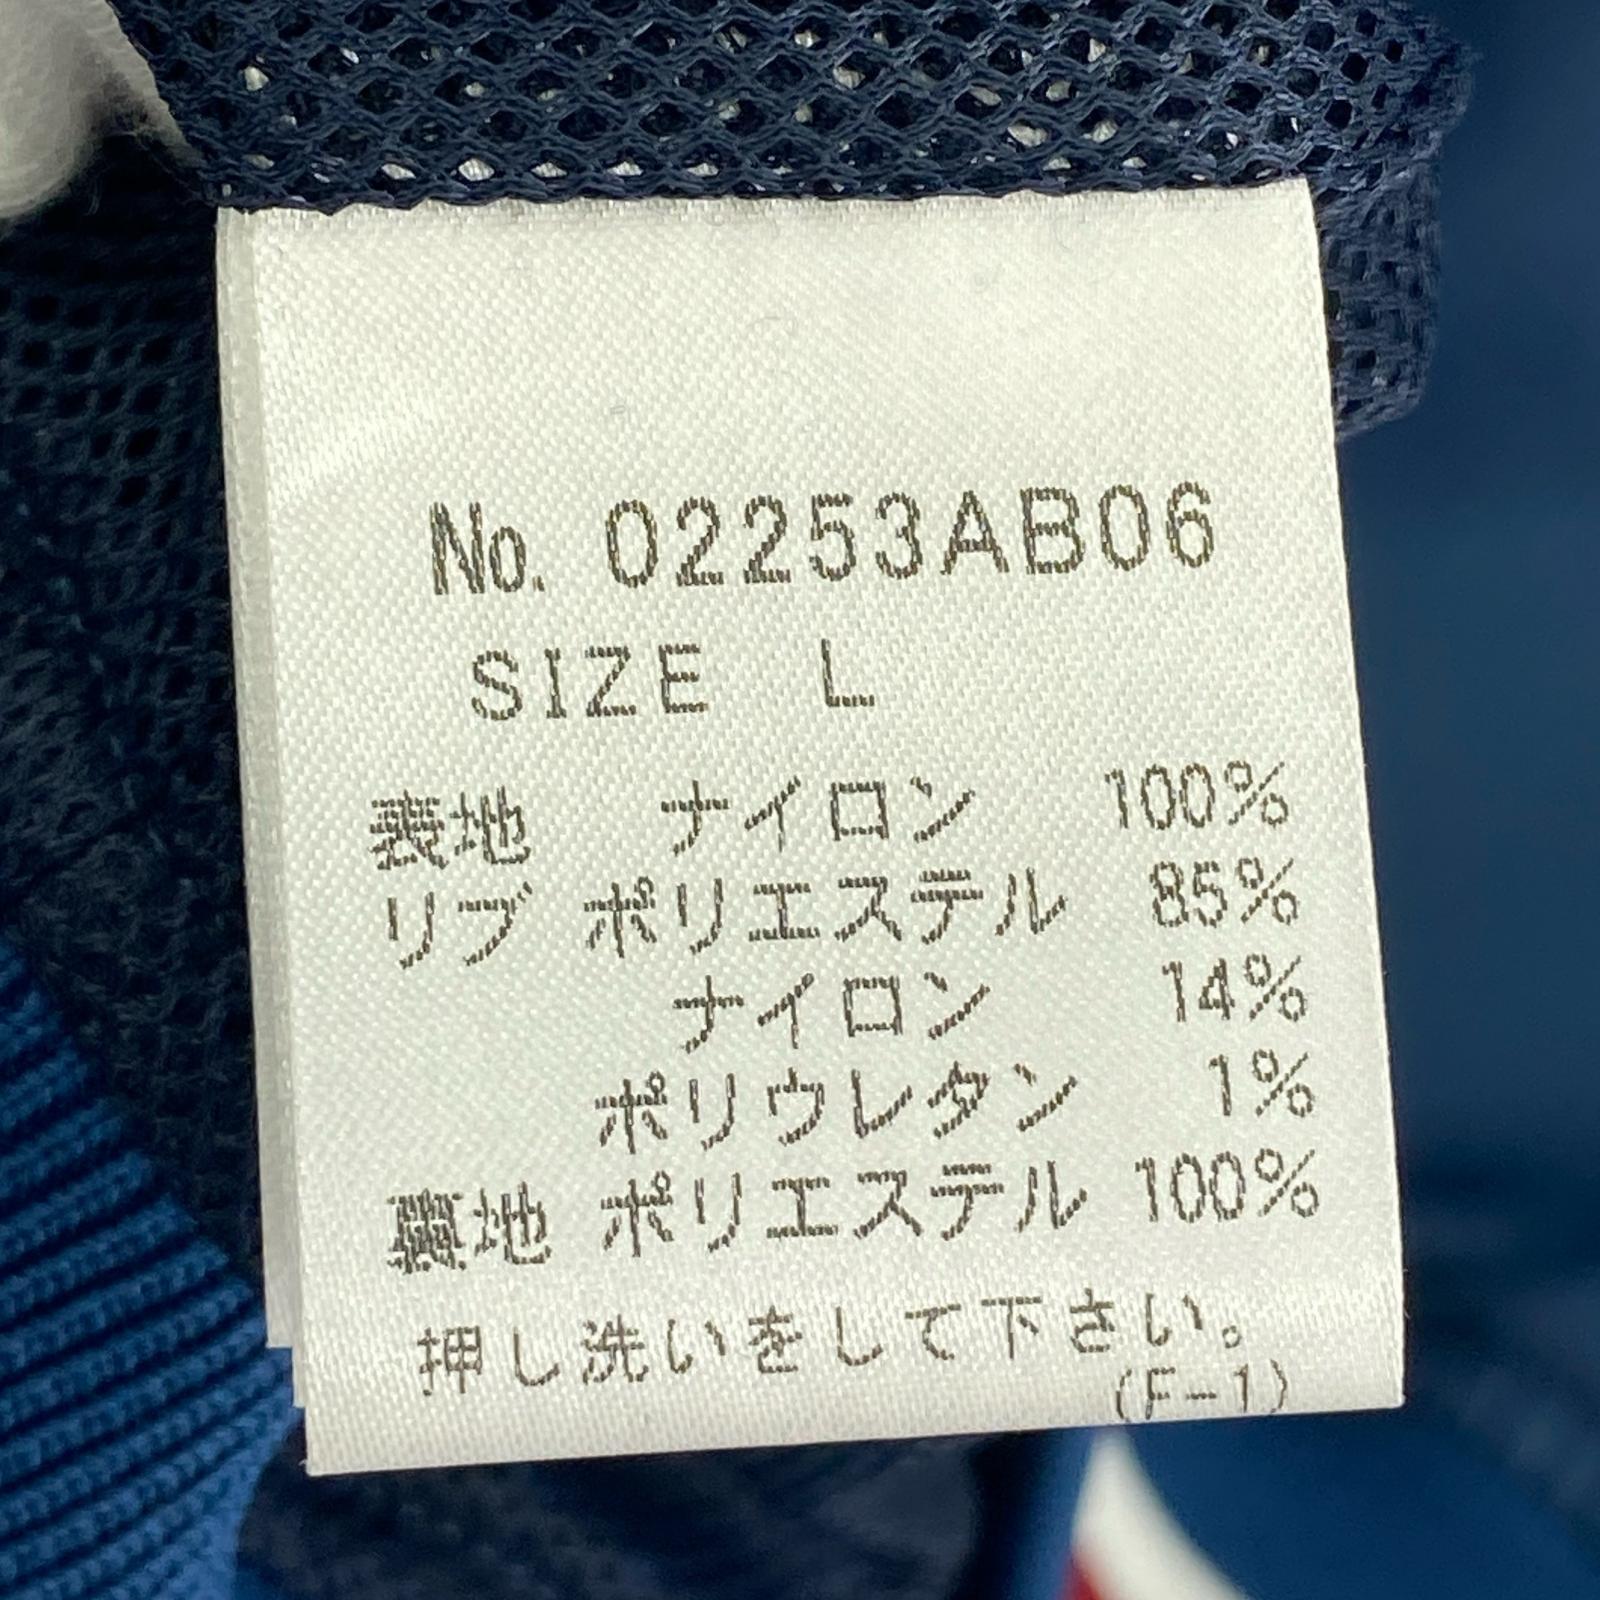 No. 02253AB06
SIZE L
表地 ナイロン 100%
リブ ポリエステル 85%
ナイロン 14%
ポリウレタン 1%
裏地 ポリエステル 100%
押し洗いをして下さい。
(F-1)